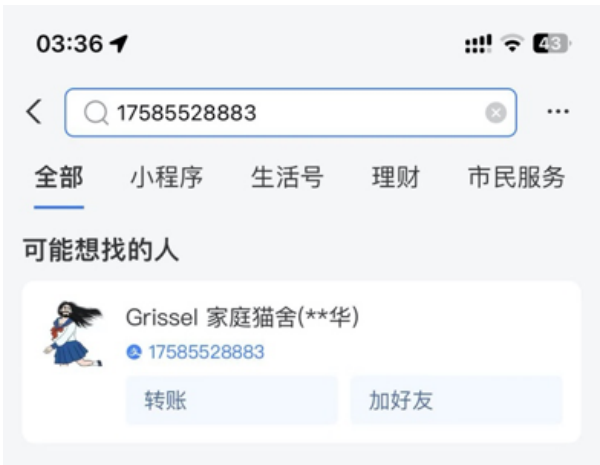 03:36 43
17585528883
全部 小程序 生活号 理财 市民服务
可能想找的人
Grissel 家庭猫舍(**华)
17585528883
转账 加好友